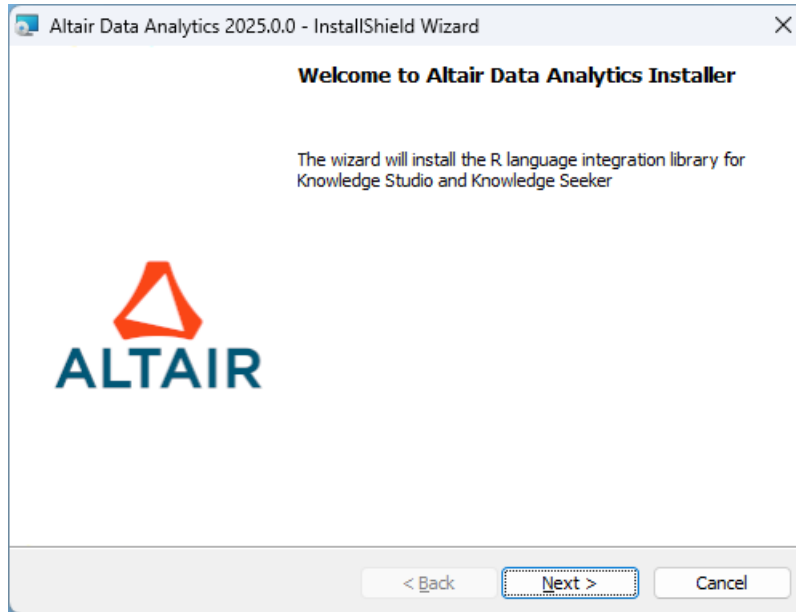 Altair Data Analytics 2025.0.0 - InstallShield Wizard
Welcome to Altair Data Analytics Installer
The wizard will install the R language integration library for
Knowledge Studio and Knowledge Seeker
ALTAIR
< Back
Next >
Cancel